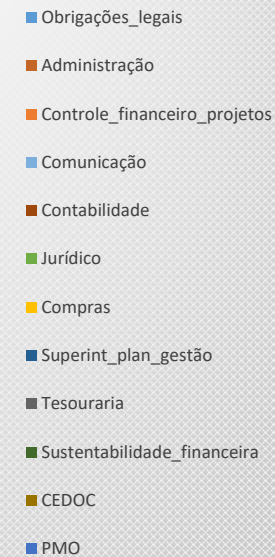 Obrigações_legais
Administração
Controle_financeiro_projetos
Comunicação
Contabilidade
Jurídico
Compras
Superint_plan_gestão
Tesouraria
Sustentabilidade_financeira
CEDOC
PMO